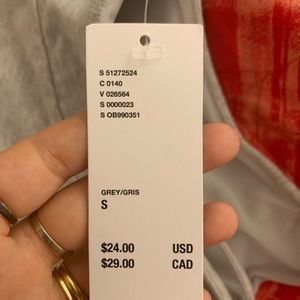 S 51272524
C 0140
V 026564
S 0000023
S OB990351
GREY/GRIS
S
$24.00 USD
$29.00 CAD